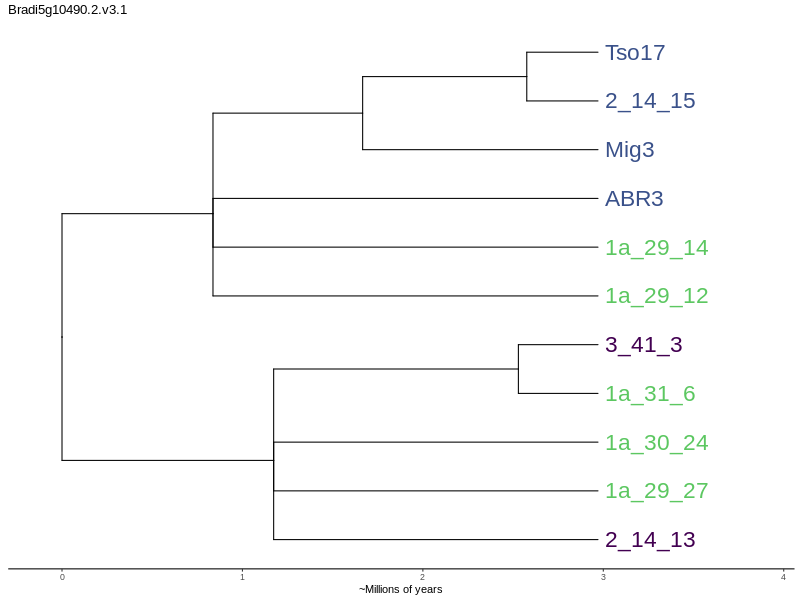 Bradi5g10490.2.v3.1
Tso17
2_14_15
Mig3
ABR3
1a_29_14
1a_29_12
3_41_3
1a_31_6
1a_30_24
1a_29_27
2_14_13
0 1 2 3 4
~Millions of years